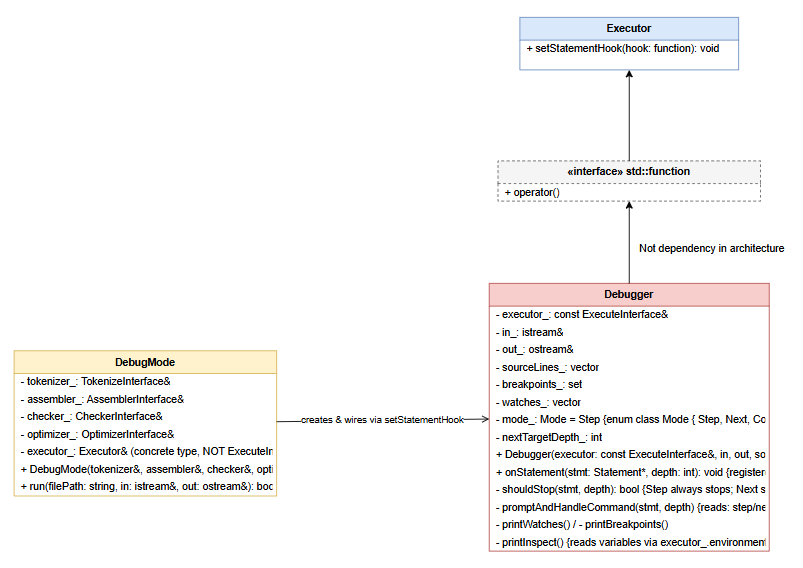 Executor
+ setStatementHook(hook: function): void
«interface» std::function
+ operator()
Not dependency in architecture
Debugger
- executor_: const ExecuteInterface&
- in_: istream&
- out_: ostream&
- sourceLines_: vector
- breakpoints_: set
- watches_: vector
- mode_: Mode = Step {enum class Mode { Step, Next, Co
- nextTargetDepth_: int
+ Debugger(executor: const ExecuteInterface&, in, out, so
+ onStatement(stmt: Statement*, depth: int): void {register
- shouldStop(stmt, depth): bool {Step always stops; Next s
- promptAndHandleCommand(stmt, depth) {reads: step/ne
- printWatches() / - printBreakpoints()
- printInspect() {reads variables via executor_.environment
DebugMode
- tokenizer_: TokenizeInterface&
- assembler_: AssemblerInterface&
- checker_: CheckerInterface&
- optimizer_: OptimizerInterface&
- executor_: Executor& (concrete type, NOT ExecuteIn
+ DebugMode(tokenizer&, assembler&, checker&, opti
+ run(filePath: string, in: istream&, out: ostream&): boo
creates & wires via setStatementHook